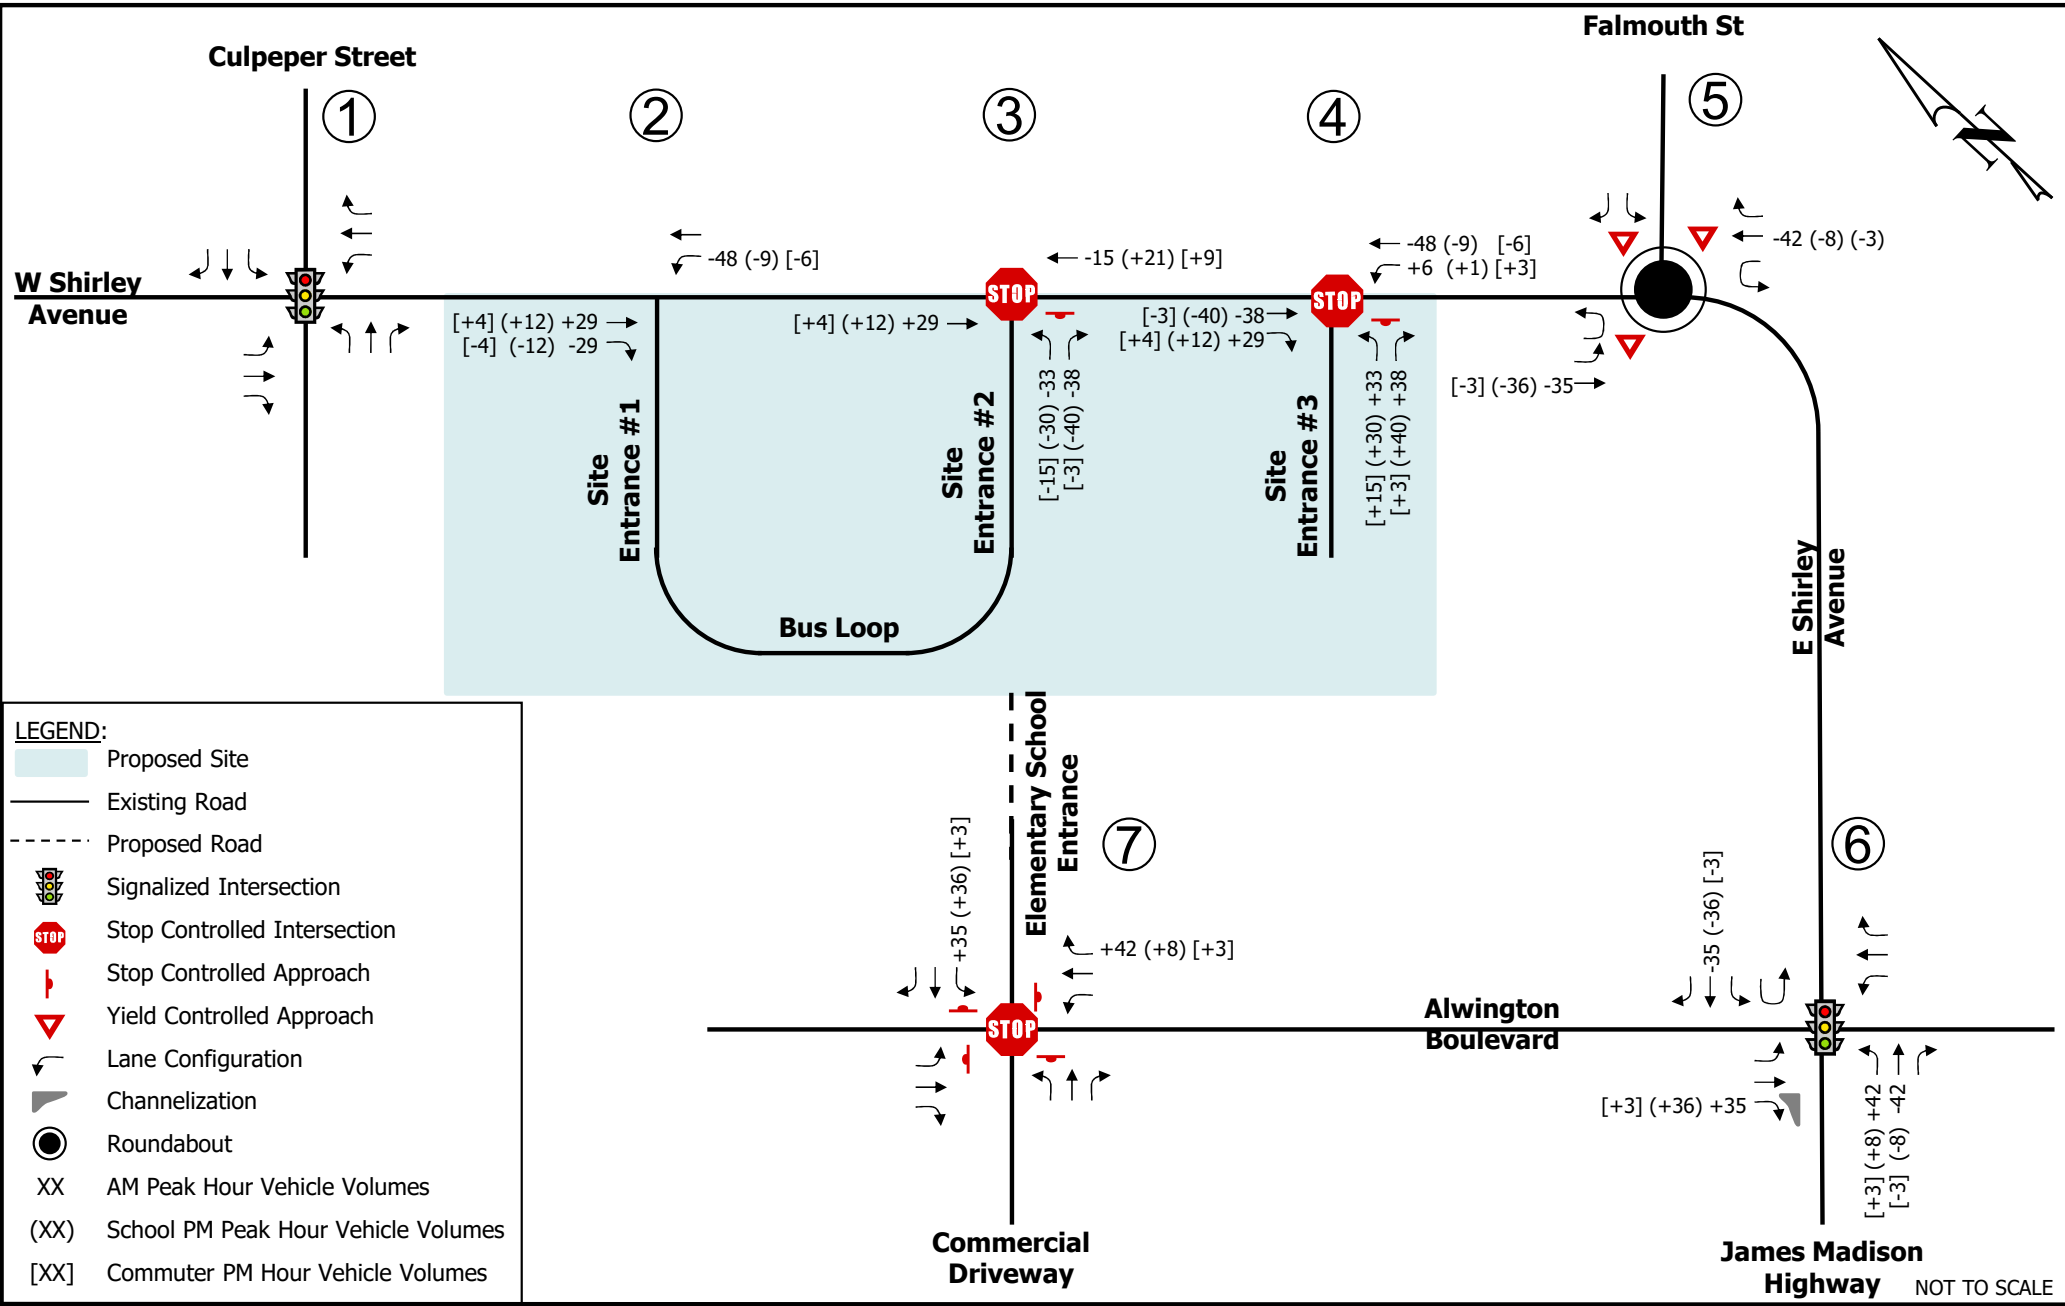 Falmouth St
Culpeper Street
1
2
3
4
5
W Shirley
Avenue
-48 (-9) [-6]
-15 (+21) [+9]
-48 (-9) [-6]
+6 (+1) [+3]
-42 (-8) (-3)
[+4] (+12) +29
[-4] (-12) -29
[+4] (+12) +29
STOP
[-3] (-40) -38
[+4] (+12) +29
STOP
[-3] (-36) -35
Site
Entrance #1
Site
Entrance #2
[-15] (-30) -33
[-3] (-40) -38
Site
Entrance #3
[+15] (+30) +33
[+3] (+40) +38
N
Bus Loop
E Shirley
Avenue
Elementary School
Entrance
7
6
+35 (+36) [+3]
+42 (+8) [+3]
STOP
Alwington
Boulevard
-35 (-36) [-3]
[+3] (+36) +35
[+3] (+8) +42
[-3] (-8) -42
Commercial
Driveway
James Madison
Highway
NOT TO SCALE
LEGEND:
Proposed Site
Existing Road
Proposed Road
Signalized Intersection
STOP Stop Controlled Intersection
Stop Controlled Approach
Yield Controlled Approach
Lane Configuration
Channelization
Roundabout
XX AM Peak Hour Vehicle Volumes
(XX) School PM Peak Hour Vehicle Volumes
[XX] Commuter PM Hour Vehicle Volumes